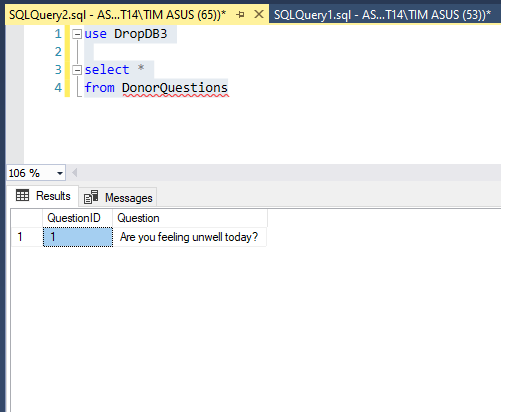 SQLQuery2.sql - AS...T14\TIM ASUS (65))* SQLQuery1.sql - AS...T14\TIM ASUS (53))*
1 use DropDB3
2
3 select *
4 from DonorQuestions
106 %
Results Messages
QuestionID Question
1 1 Are you feeling unwell today?